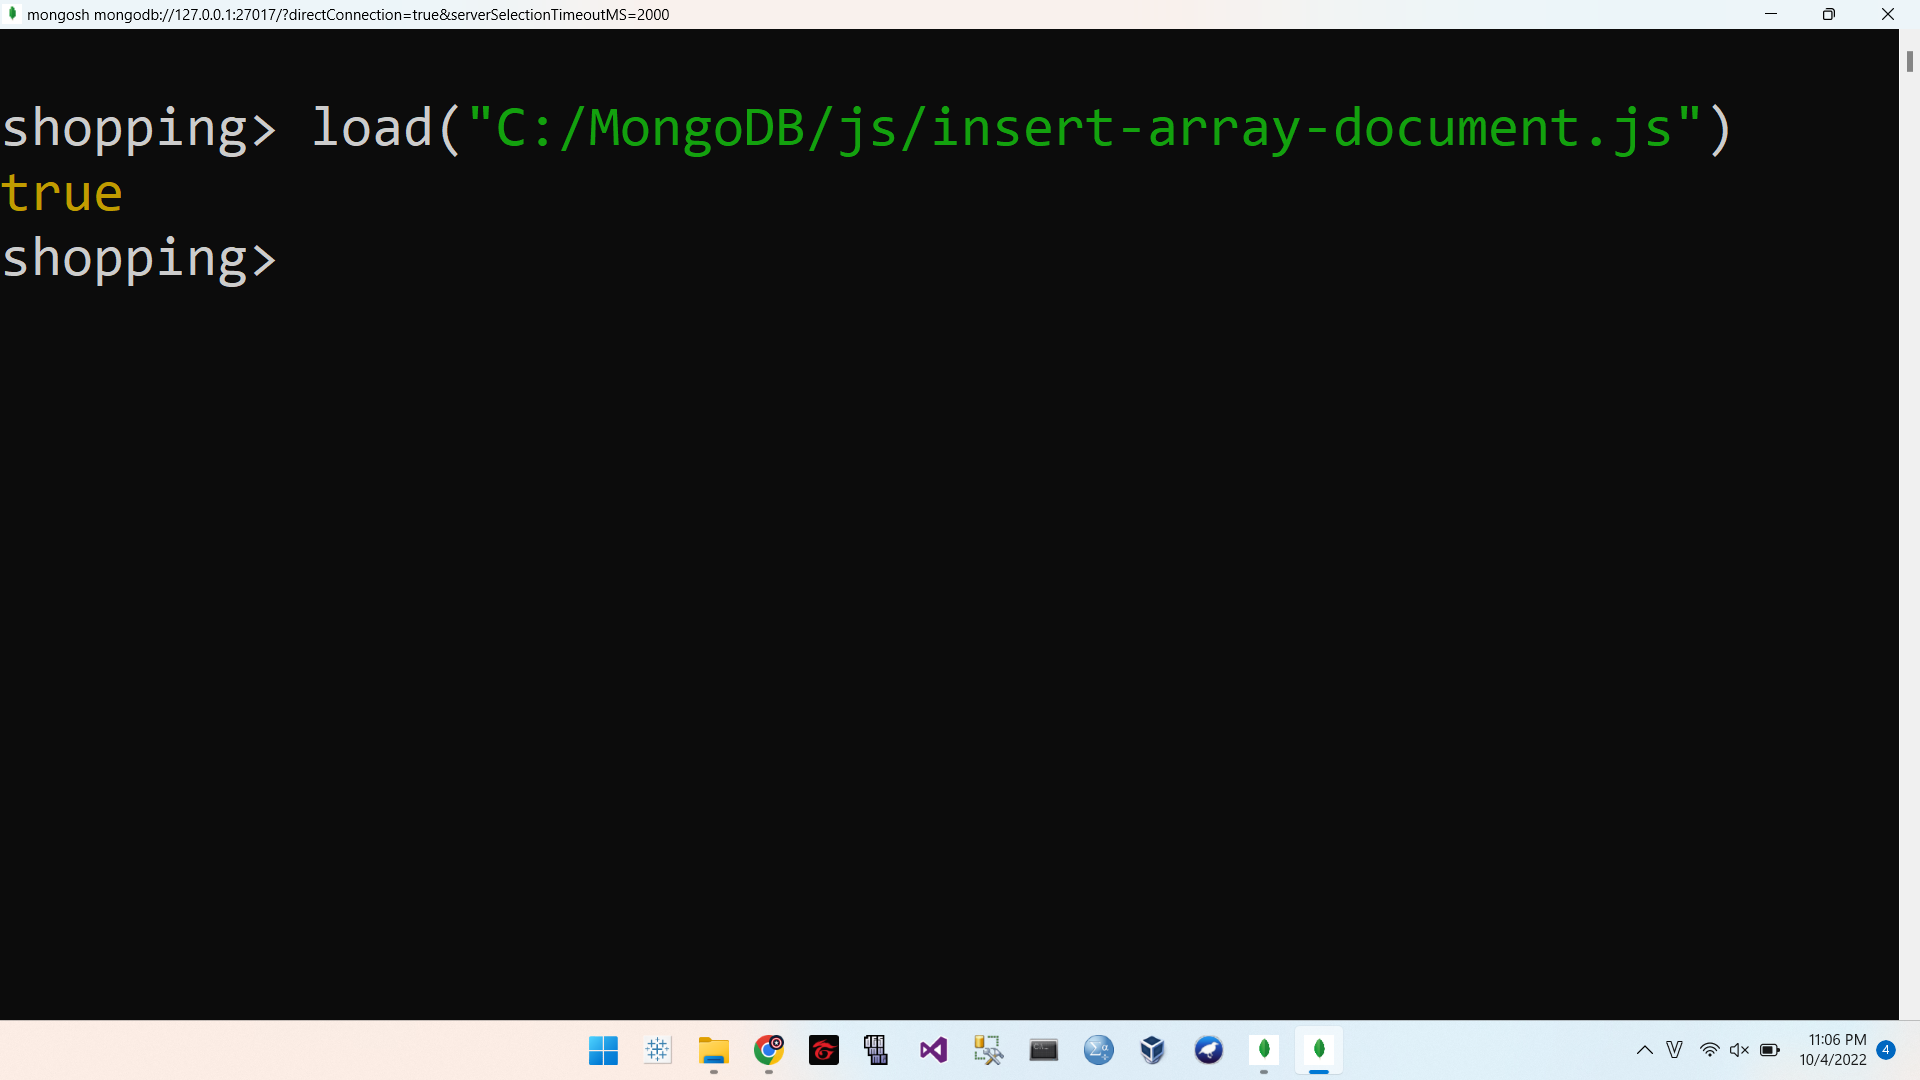 mongosh mongodb://127.0.0.1:27017/?directConnection=true&serverSelectionTimeoutMS=2000
shopping> load("C:/MongoDB/js/insert-array-document.js")
true
shopping>
11:06 PM
10/4/2022
4